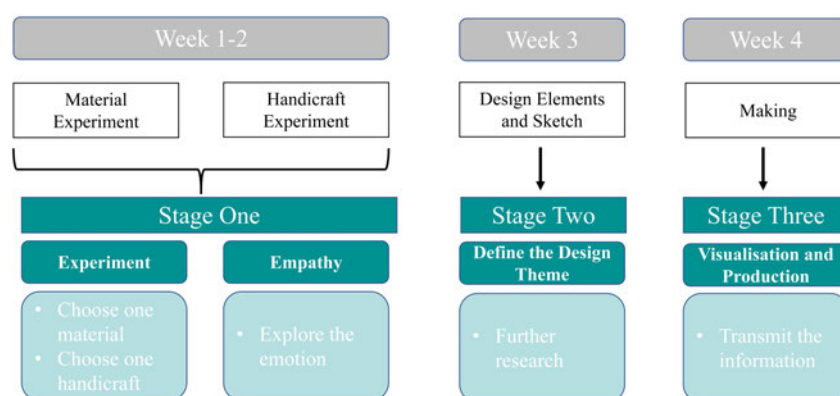 Week 1-2
Week 3
Week 4
Material
Experiment
Handicraft
Experiment
Design Elements
and Sketch
Making
Stage One
Stage Two
Stage Three
Experiment
Empathy
Define the Design
Theme
Visualisation and
Production
• Choose one
material
• Choose one
handicraft
• Explore the
emotion
• Further
research
• Transmit the
information